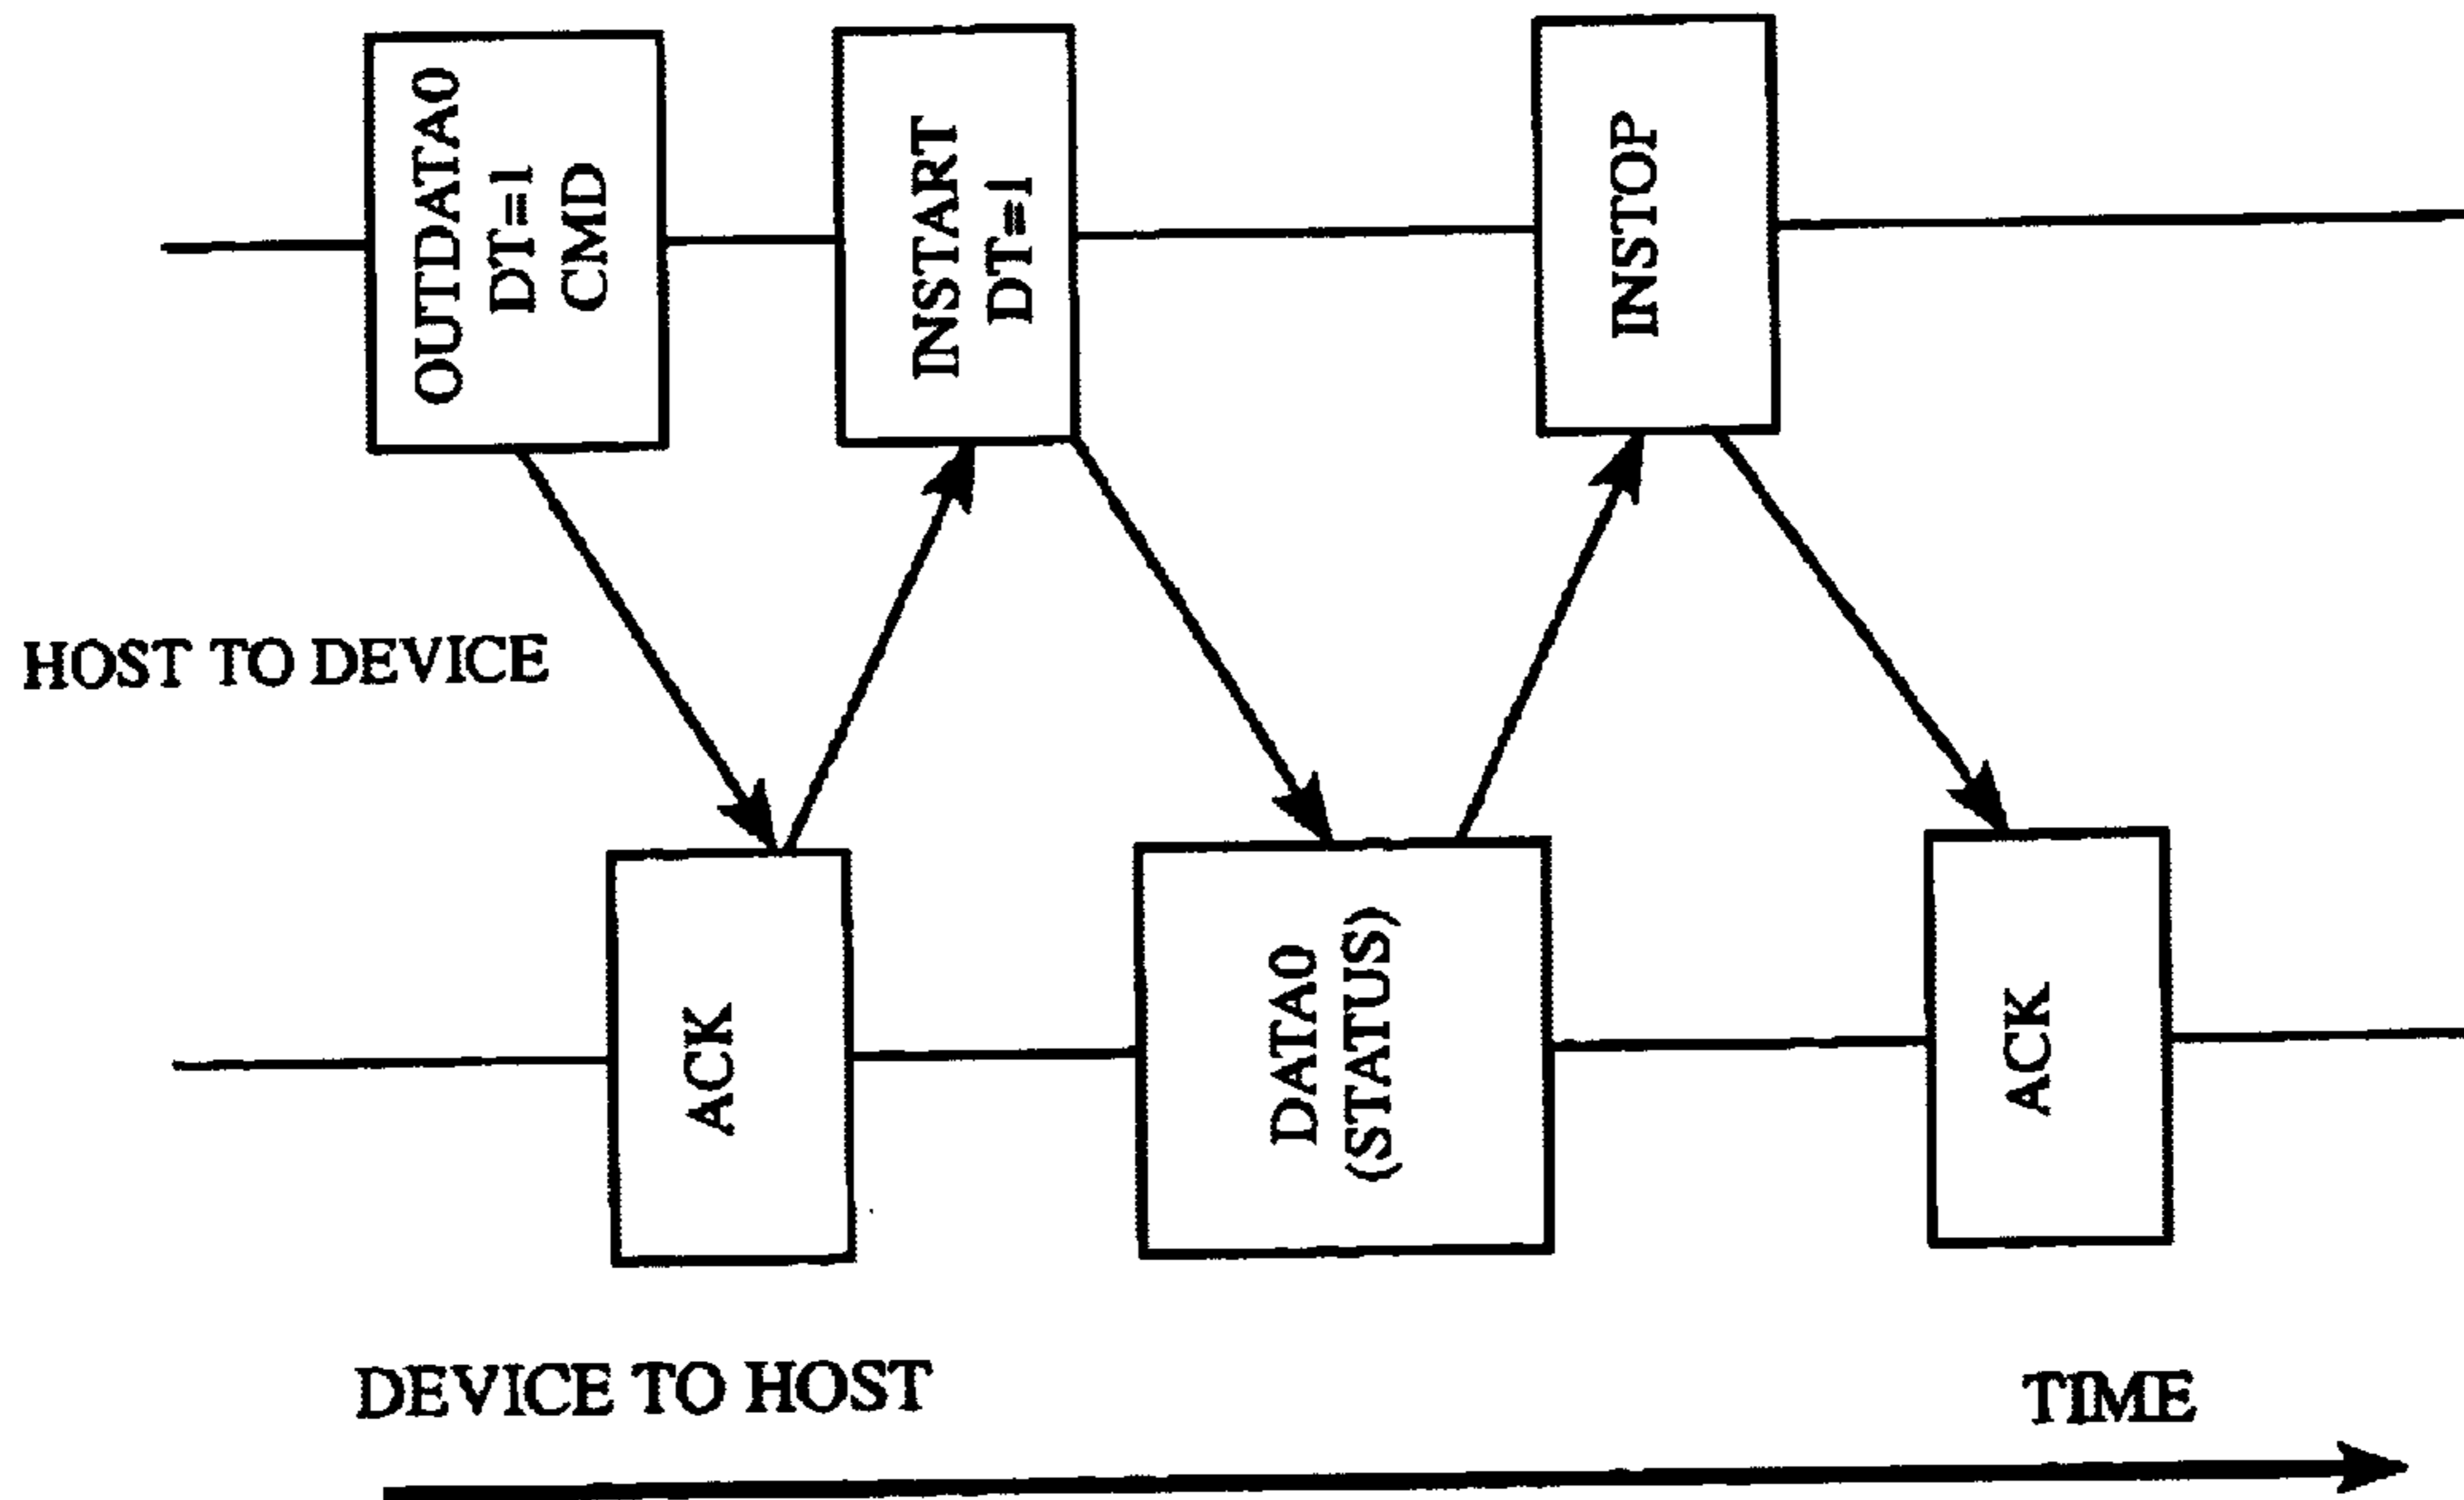 OUTDATA0
DT=1
CMD
INSTART
DT=1
INSTOP
HOST TO DEVICE
ACK
DATA0
(STATUS)
ACK
DEVICE TO HOST
TIME